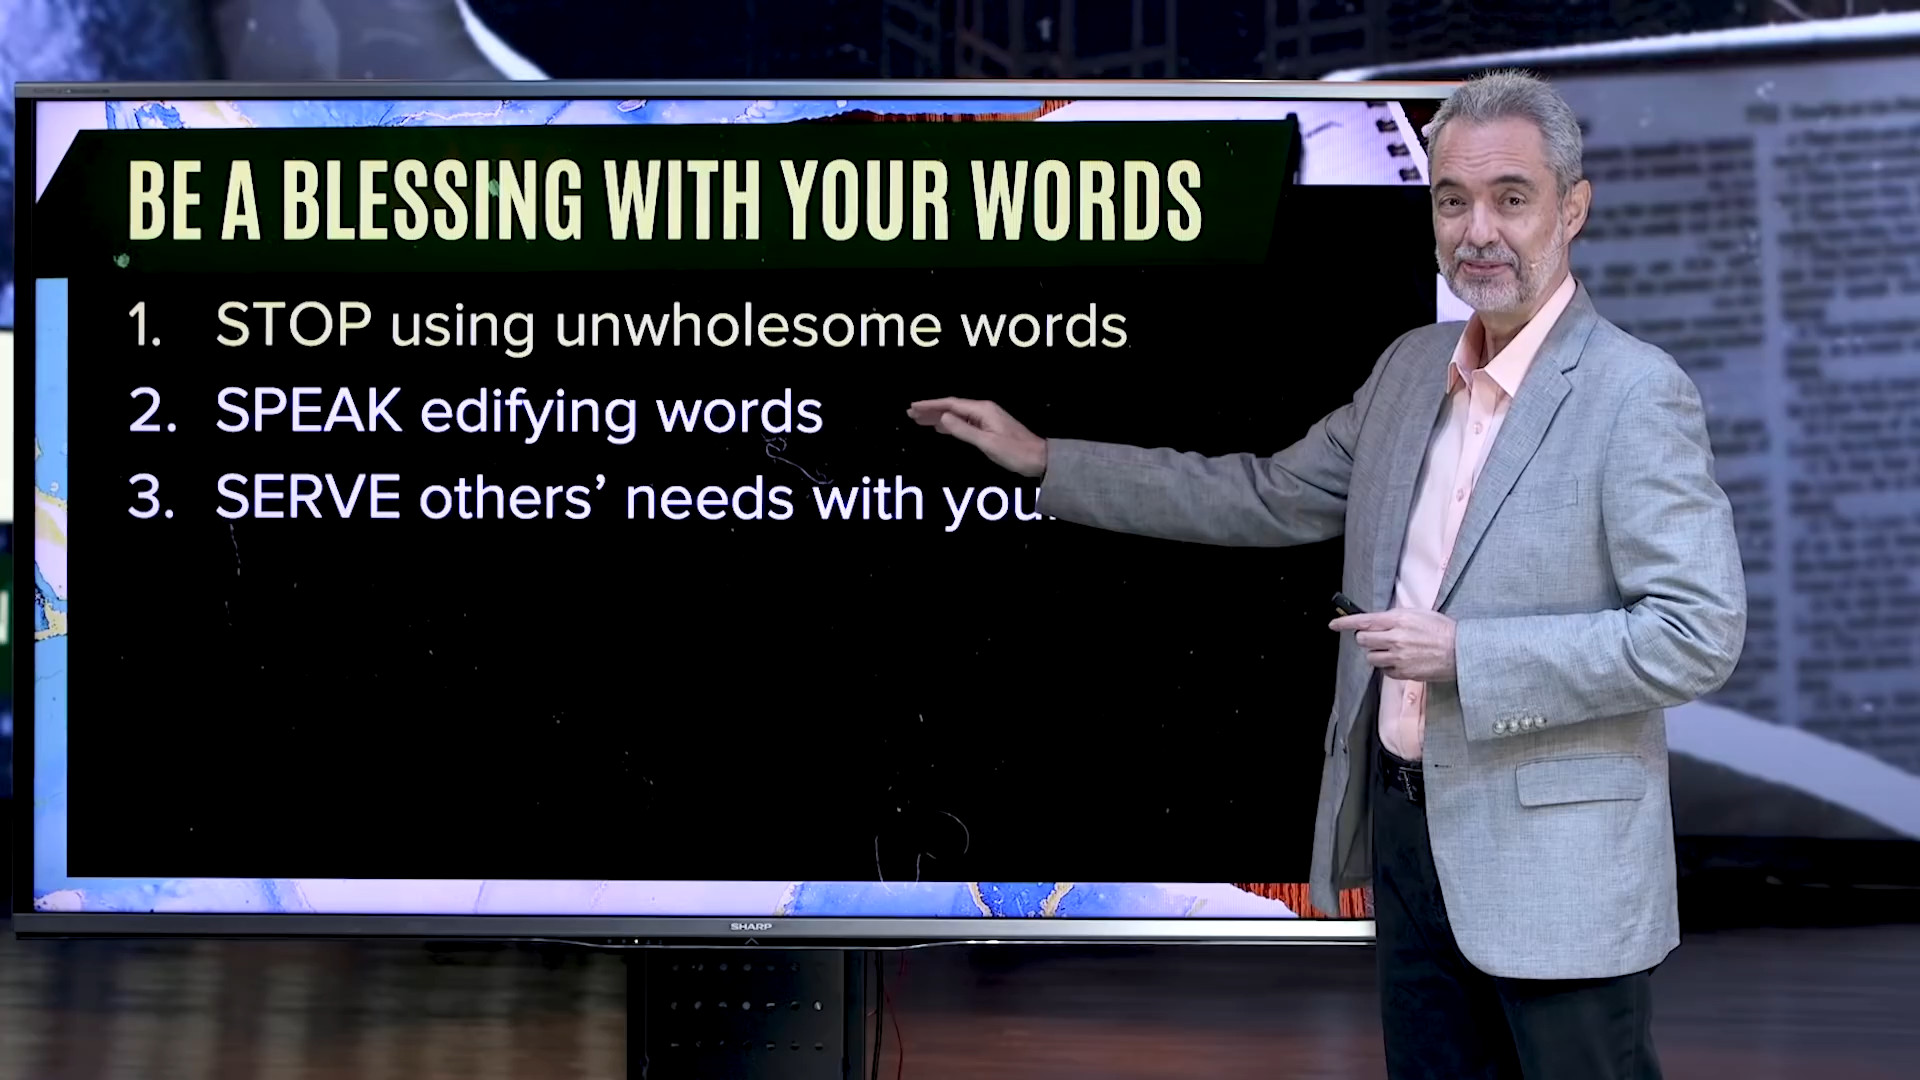 BE A BLESSING WITH YOUR WORDS
1. STOP using unwholesome words
2. SPEAK edifying words
3. SERVE others’ needs with you
SHARP